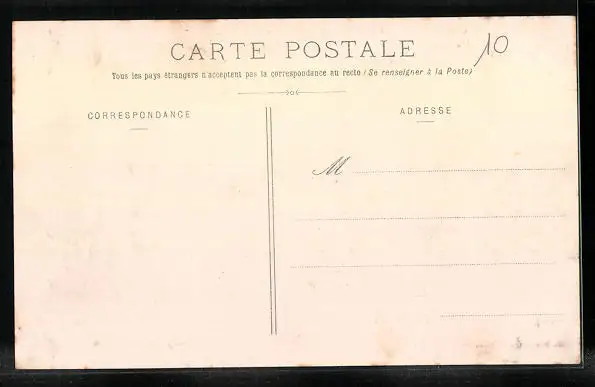 CARTE POSTALE
10
Tous les pays étrangers n'acceptent pas la correspondance au recto (Se renseigner à la Poste)
CORRESPONDANCE
ADRESSE
M